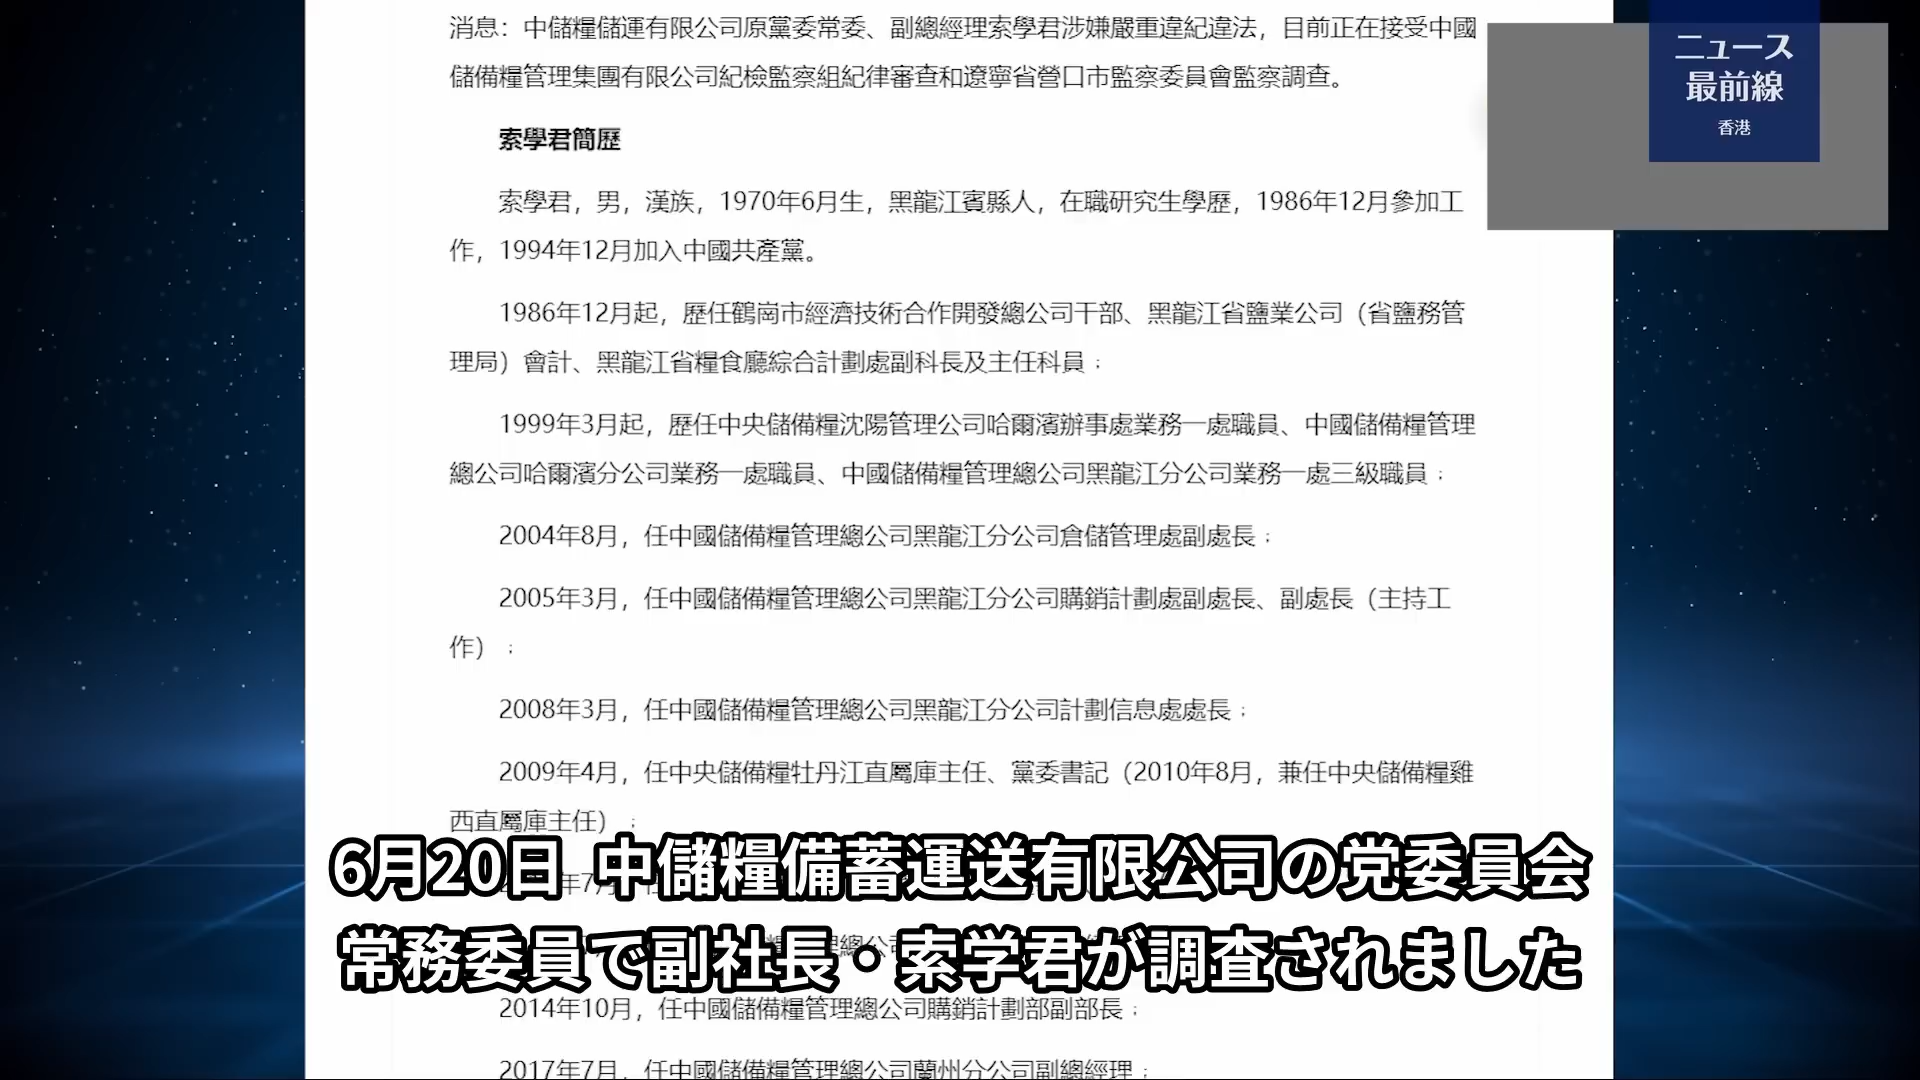 消息：中儲糧儲運有限公司原黨委常委、副總經理索學君涉嫌嚴重違紀違法，目前正在接受中國
儲備糧管理集團有限公司紀檢監察組紀律審查和遼寧省營口市監察委員會監察調查。
ニュース
最前線
香港
索學君簡歷
索學君，男，漢族，1970年6月生，黑龍江賓縣人，在職研究生學歷，1986年12月參加工
作，1994年12月加入中國共產黨。
1986年12月起，歷任鶴崗市經濟技術合作開發總公司干部、黑龍江省鹽業公司（省鹽務管
理局）會計、黑龍江省糧食廳綜合計劃處副科長及主任科員；
1999年3月起，歷任中央儲備糧沈陽管理公司哈爾濱辦事處業務一處職員、中國儲備糧管理
總公司哈爾濱分公司業務一處職員、中國儲備糧管理總公司黑龍江分公司業務一處三級職員；
2004年8月，任中國儲備糧管理總公司黑龍江分公司倉儲管理處副處長；
2005年3月，任中國儲備糧管理總公司黑龍江分公司購銷計劃處副處長、副處長（主持工
作）；
2008年3月，任中國儲備糧管理總公司黑龍江分公司計劃信息處處長；
2009年4月，任中央儲備糧牡丹江直屬庫主任、黨委書記（2010年8月，兼任中央儲備糧雞
西直屬庫主任）；
6月20日 中儲糧備蓄運送有限公司の党委員会
常務委員で副社長・索学君が調査されました
2014年10月，任中國儲備糧管理總公司購銷計劃部副部長；
2017年7月，任中國儲備糧管理總公司蘭州分公司副總經理；